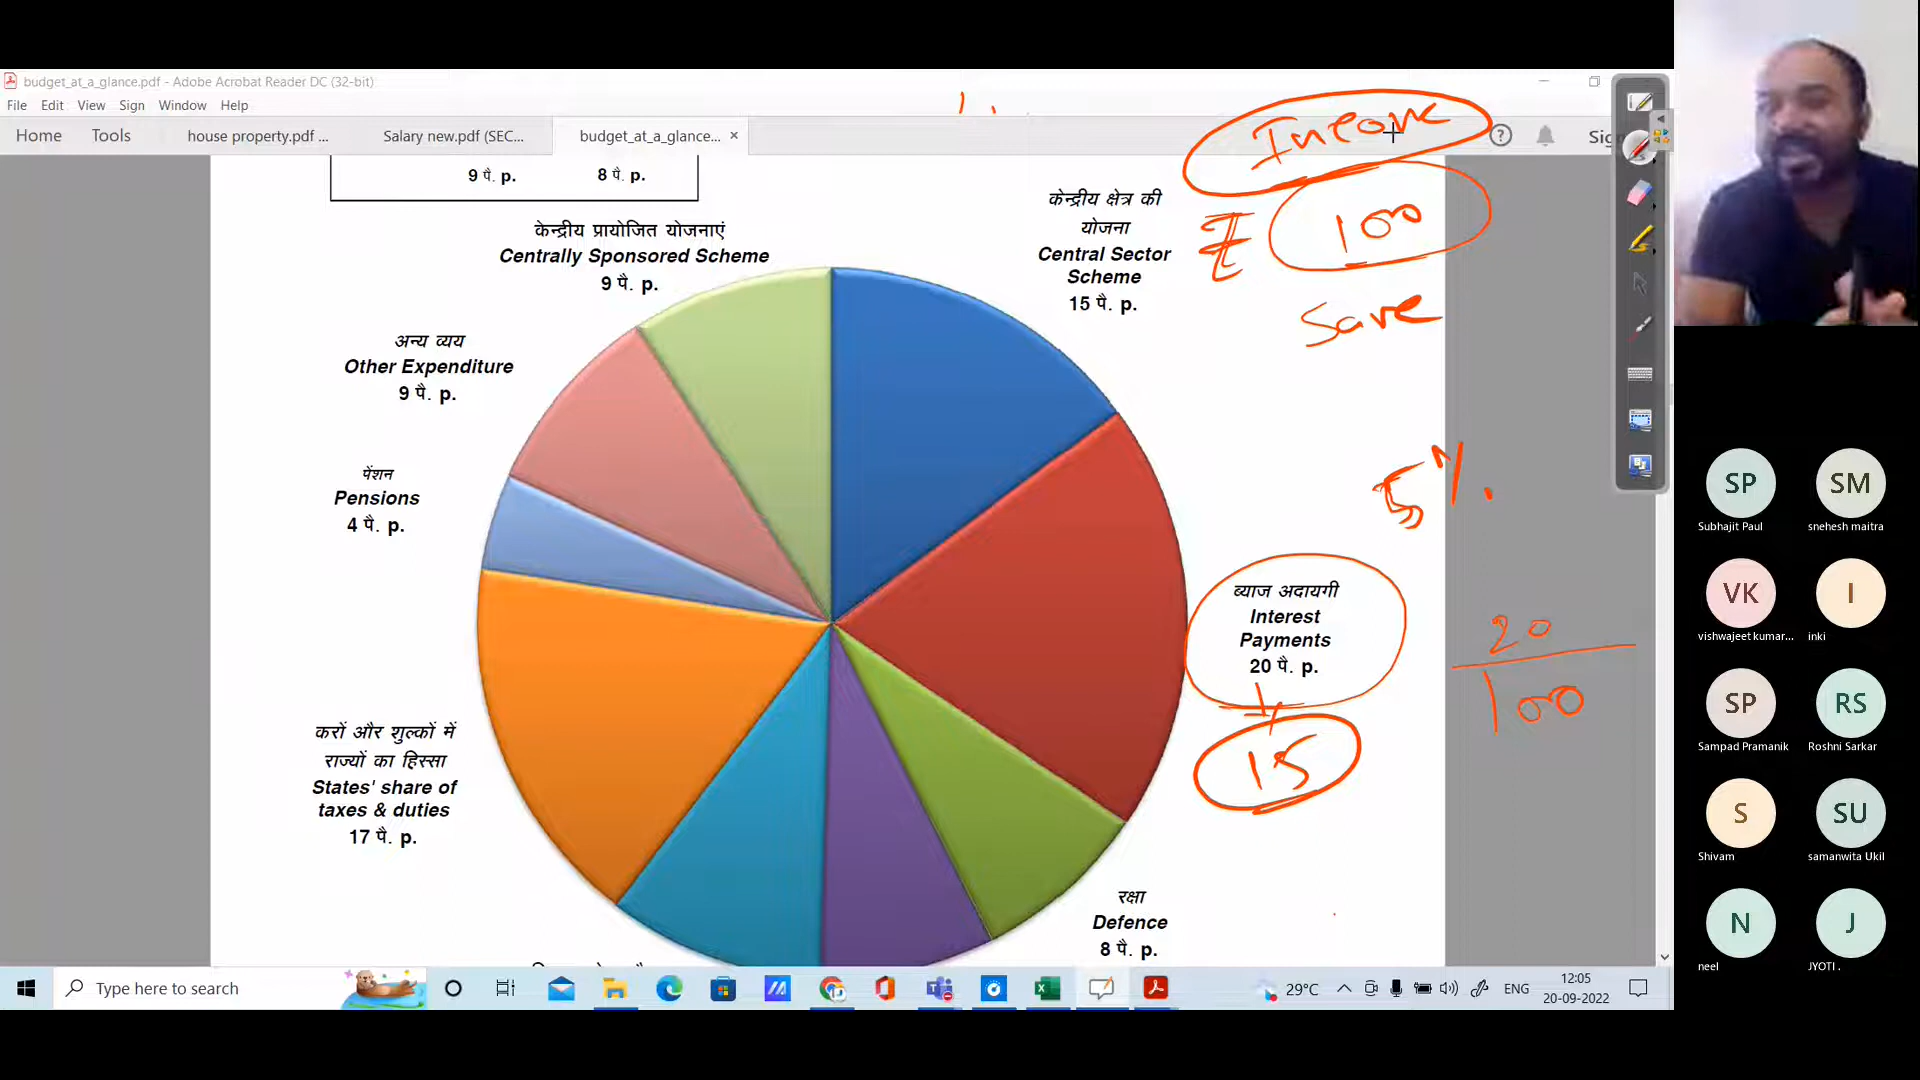 budget_at_a_glance.pdf - Adobe Acrobat Reader DC (32-bit)
File Edit View Sign Window Help
Home Tools house property.pdf ... Salary new.pdf (SEC... budget_at_a_glance... ×
9 पै. p. 8 पै. p.
केन्द्रीय प्रायोजित योजनाएं
Centrally Sponsored Scheme
9 पै. p.
केन्द्रीय क्षेत्र की
योजना
Central Sector
Scheme
15 पै. p.
अन्य व्यय
Other Expenditure
9 पै. p.
पेंशन
Pensions
4 पै. p.
ब्याज अदायगी
Interest
Payments
20 पै. p.
करों और शुल्कों में
राज्यों का हिस्सा
States' share of
taxes & duties
17 पै. p.
रक्षा
Defence
8 पै. p.
Income
₹ 100
Save
5%
20
100
15
SP
Subhajit Paul
SM
snehesh maitra
VK
vishwajeet kumar...
I
inki
SP
Sampad Pramanik
RS
Roshni Sarkar
S
Shivam
SU
samanwita Ukil
N
neel
J
JYOTI .
Type here to search
29°C
ENG
12:05
20-09-2022